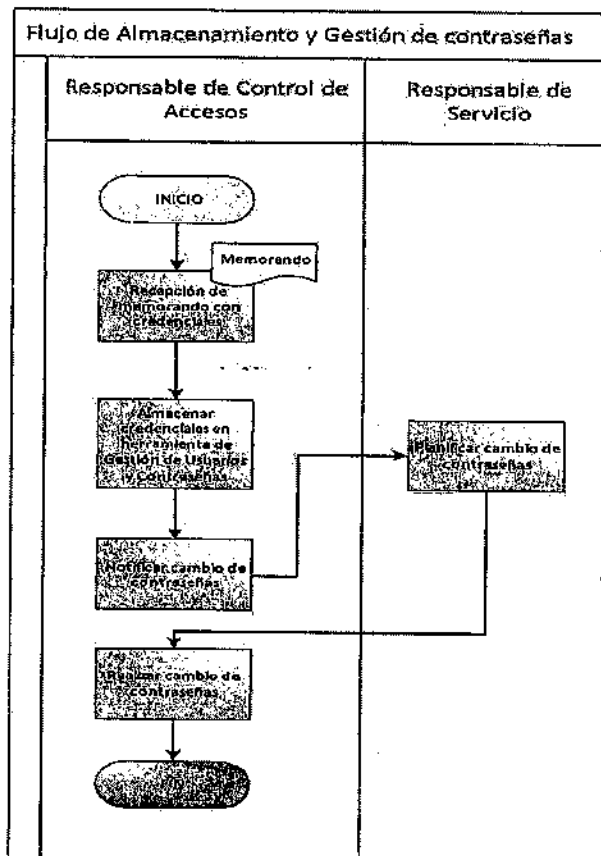 Flujo de Almacenamiento y Gestión de contraseñas
Responsable de Control de
Accesos
Responsable de
Servicio
INICIO
Memorando
Recepción de
memorando con
credenciales
Almacenar
credenciales en
herramienta de
Gestión de Usuarios
y contraseñas
Planificar cambio de
contraseñas
Notificar cambio de
contraseñas
Realizar cambio de
contraseñas